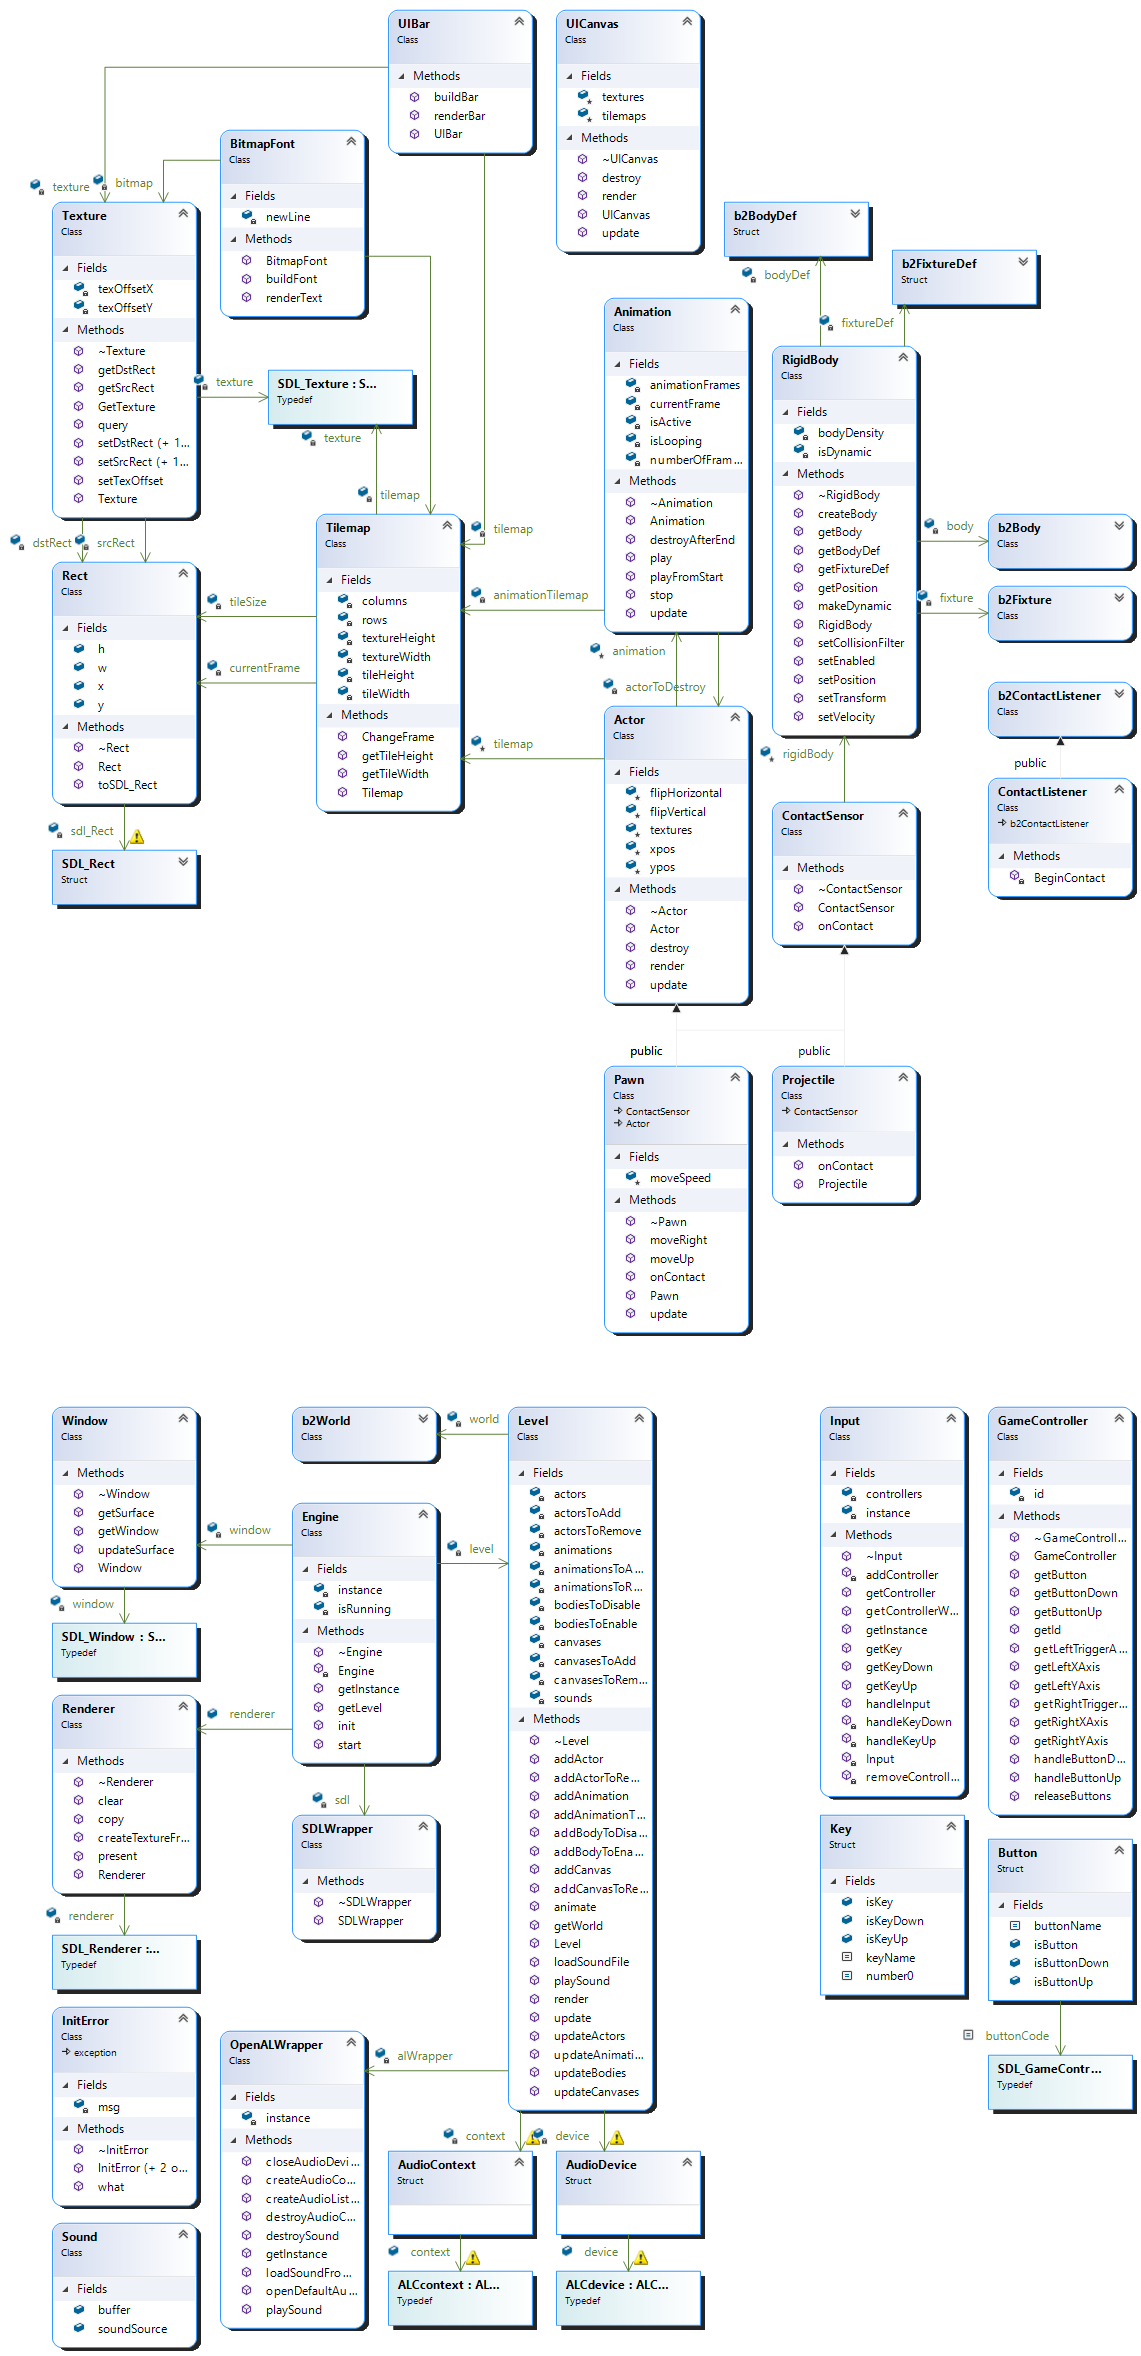 UIBar
Class
Methods
buildBar
renderBar
UIBar
UICanvas
Class
Fields
textures
tilemaps
Methods
~UICanvas
destroy
render
UICanvas
update
BitmapFont
Class
Fields
newLine
Methods
BitmapFont
buildFont
renderText
texture
bitmap
Texture
Class
Fields
texOffsetX
texOffsetY
Methods
~Texture
getDstRect
getSrcRect
GetTexture
query
setDstRect (+ 1...
setSrcRect (+ 1...
setTexOffset
Texture
texture
SDL_Texture : S...
Typedef
texture
tilemap
tilemap
b2BodyDef
Struct
bodyDef
b2FixtureDef
Struct
fixtureDef
Animation
Class
Fields
animationFrames
currentFrame
isActive
isLooping
numberOfFram...
Methods
~Animation
Animation
destroyAfterEnd
play
playFromStart
stop
update
RigidBody
Class
Fields
bodyDensity
isDynamic
Methods
~RigidBody
createBody
getBody
getBodyDef
getFixtureDef
getPosition
makeDynamic
RigidBody
setCollisionFilter
setEnabled
setPosition
setTransform
setVelocity
body
b2Body
Class
fixture
b2Fixture
Class
b2ContactListener
Class
public
ContactListener
Class
b2ContactListener
Methods
BeginContact
dstRect
srcRect
Rect
Class
Fields
h
w
x
y
Methods
~Rect
Rect
toSDL_Rect
sdl_Rect
SDL_Rect
Struct
tileSize
currentFrame
Tilemap
Class
Fields
columns
rows
textureHeight
textureWidth
tileHeight
tileWidth
Methods
ChangeFrame
getTileHeight
getTileWidth
Tilemap
animationTilemap
animation
actorToDestroy
tilemap
Actor
Class
Fields
flipHorizontal
flipVertical
textures
xpos
ypos
Methods
~Actor
Actor
destroy
render
update
rigidBody
ContactSensor
Class
Methods
~ContactSensor
ContactSensor
onContact
public
public
Pawn
Class
ContactSensor
Actor
Fields
moveSpeed
Methods
~Pawn
moveRight
moveUp
onContact
Pawn
update
Projectile
Class
ContactSensor
Methods
onContact
Projectile
Window
Class
Methods
~Window
getSurface
getWindow
updateSurface
Window
window
SDL_Window : S...
Typedef
b2World
Class
world
window
Engine
Class
Fields
instance
isRunning
Methods
~Engine
Engine
getInstance
getLevel
init
start
level
renderer
Renderer
Class
Methods
~Renderer
clear
copy
createTextureFr...
present
Renderer
renderer
SDL_Renderer :...
Typedef
sdl
SDLWrapper
Class
Methods
~SDLWrapper
SDLWrapper
Level
Class
Fields
actors
actorsToAdd
actorsToRemove
animations
animationsToA...
animationsToR...
bodiesToDisable
bodiesToEnable
canvases
canvasesToAdd
canvasesToRem...
sounds
Methods
~Level
addActor
addActorToRe...
addAnimation
addAnimationT...
addBodyToDisa...
addBodyToEna...
addCanvas
addCanvasToRe...
animate
getWorld
Level
loadSoundFile
playSound
render
update
updateActors
updateAnimati...
updateBodies
updateCanvases
Input
Class
Fields
controllers
instance
Methods
~Input
addController
getController
getControllerW...
getInstance
getKey
getKeyDown
getKeyUp
handleInput
handleKeyDown
handleKeyUp
Input
removeControll...
GameController
Class
Fields
id
Methods
~GameControll...
GameController
getButton
getButtonDown
getButtonUp
getId
getLeftTriggerA...
getLeftXAxis
getLeftYAxis
getRightTrigger...
getRightXAxis
getRightYAxis
handleButtonD...
handleButtonUp
releaseButtons
Key
Struct
Fields
isKey
isKeyDown
isKeyUp
keyName
number0
Button
Struct
Fields
buttonName
isButton
isButtonDown
isButtonUp
buttonCode
SDL_GameContr...
Typedef
InitError
Class
exception
Fields
msg
Methods
~InitError
InitError (+ 2 o...
what
Sound
Class
Fields
buffer
soundSource
OpenALWrapper
Class
Fields
instance
Methods
closeAudioDevi...
createAudioCo...
createAudioList...
destroyAudioC...
destroySound
getInstance
loadSoundFro...
openDefaultAu...
playSound
alWrapper
context
device
AudioContext
Struct
AudioDevice
Struct
context
device
ALCcontext : AL...
Typedef
ALCdevice : ALC...
Typedef